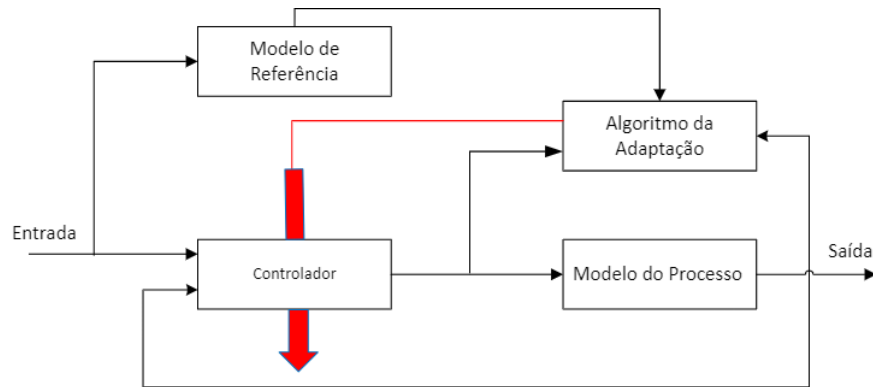 Modelo de
Referência
Algoritmo da
Adaptação
Entrada
Controlador
Modelo do Processo
Saída